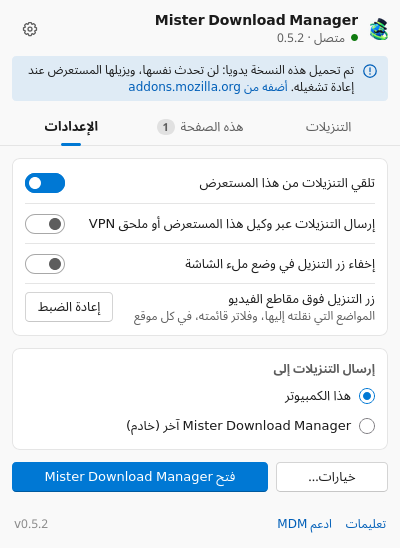 Mister Download Manager
متصل · 0.5.2
تم تحميل هذه النسخة يدويا: لن تحدث نفسها، ويزيلها المستعرض عند
إعادة تشغيله. أضفه من addons.mozilla.org
التنزيلات
هذه الصفحة 1
الإعدادات
تلقي التنزيلات من هذا المستعرض
إرسال التنزيلات عبر وكيل هذا المستعرض أو ملحق VPN
إخفاء زر التنزيل في وضع ملء الشاشة
زر التنزيل فوق مقاطع الفيديو
المواضع التي نقلته إليها، وفلاتر قائمته، في كل موقع
إعادة الضبط
إرسال التنزيلات إلى
هذا الكمبيوتر
Mister Download Manager آخر (خادم)
خيارات...
فتح Mister Download Manager
تعليمات
ادعم MDM
v0.5.2